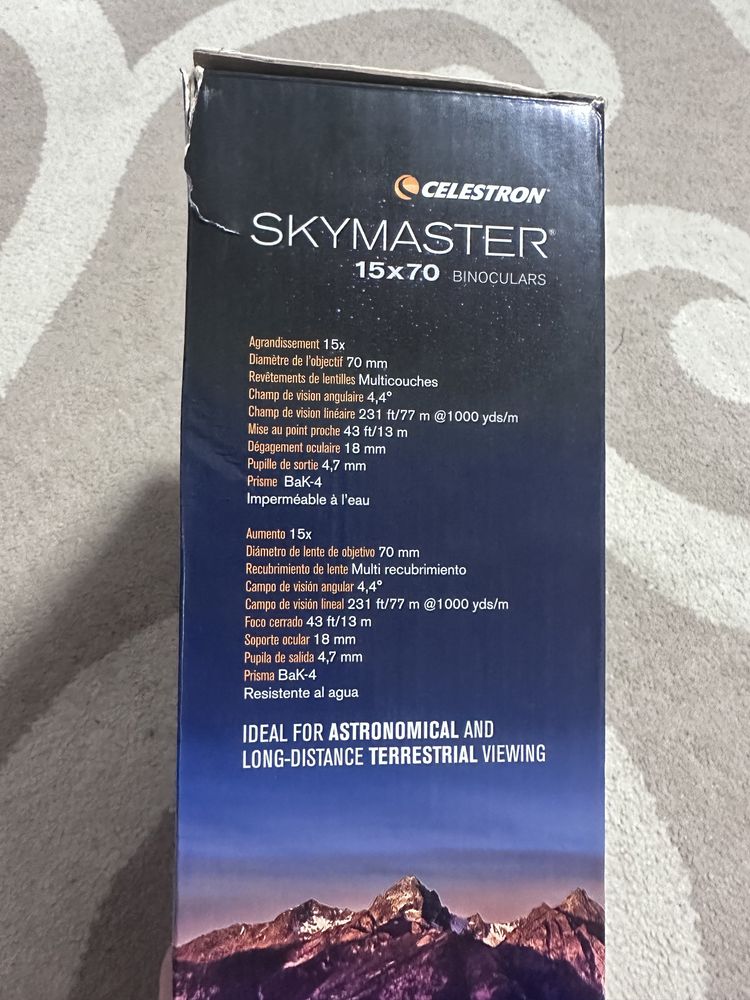 CELESTRON
SKYMASTER®
15x70 BINOCULARS
Agrandissement 15x
Diamètre de l'objectif 70 mm
Revêtements de lentilles Multicouches
Champ de vision angulaire 4,4°
Champ de vision linéaire 231 ft/77 m @1000 yds/m
Mise au point proche 43 ft/13 m
Dégagement oculaire 18 mm
Pupille de sortie 4,7 mm
Prisme BaK-4
Imperméable à l'eau
Aumento 15x
Diámetro de lente de objetivo 70 mm
Recubrimiento de lente Multi recubrimiento
Campo de visión angular 4,4°
Campo de visión lineal 231 ft/77 m @1000 yds/m
Foco cerrado 43 ft/13 m
Soporte ocular 18 mm
Pupila de salida 4,7 mm
Prisma BaK-4
Resistente al agua
IDEAL FOR ASTRONOMICAL AND
LONG-DISTANCE TERRESTRIAL VIEWING